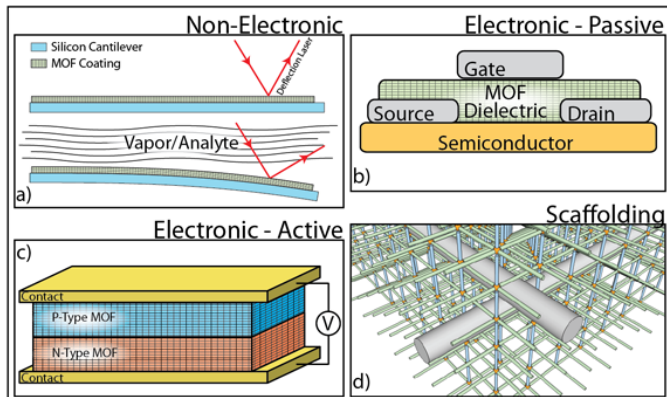 Non-Electronic
Silicon Cantilever
MOF Coating
Deflection Laser
Vapor/Analyte
a)
Electronic - Passive
Gate
MOF
Dielectric
Source
Drain
Semiconductor
b)
Electronic - Active
c)
Contact
P-Type MOF
N-Type MOF
Contact
V
Scaffolding
d)